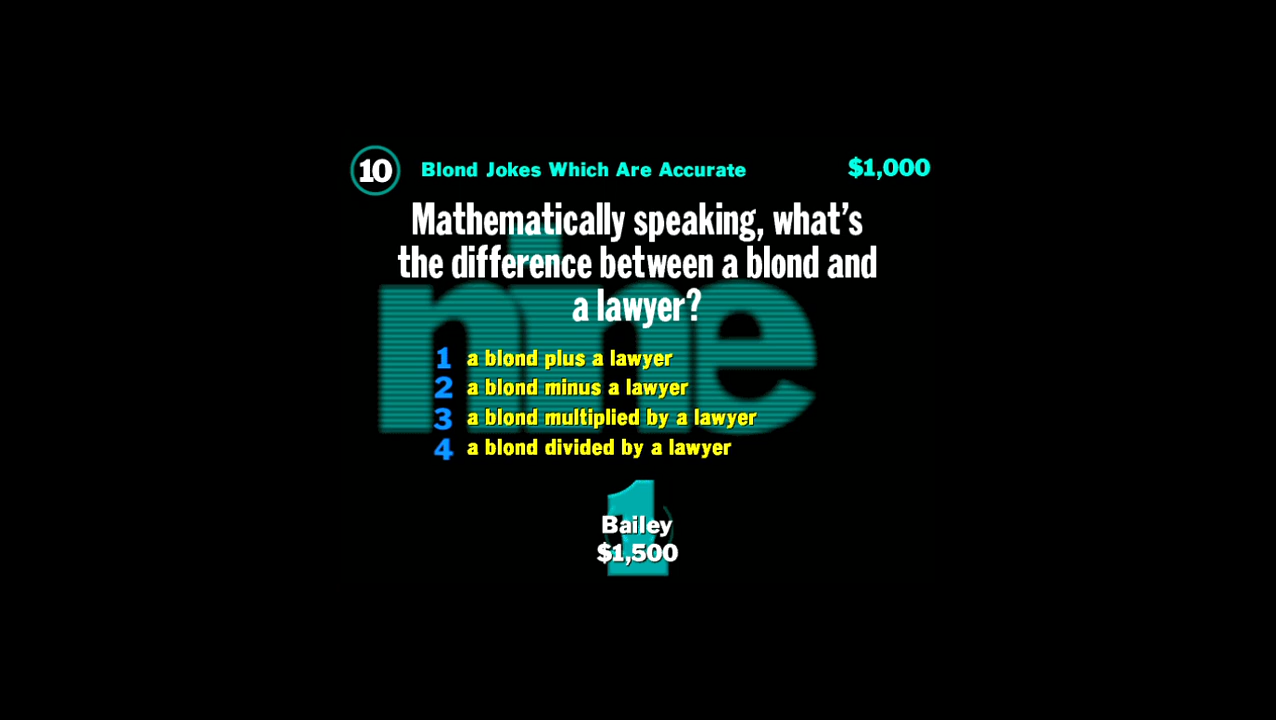 10 Blond Jokes Which Are Accurate $1,000
Mathematically speaking, what's
the difference between a blond and
a lawyer?
nine
1 a blond plus a lawyer
2 a blond minus a lawyer
3 a blond multiplied by a lawyer
4 a blond divided by a lawyer
1
Bailey
$1,500